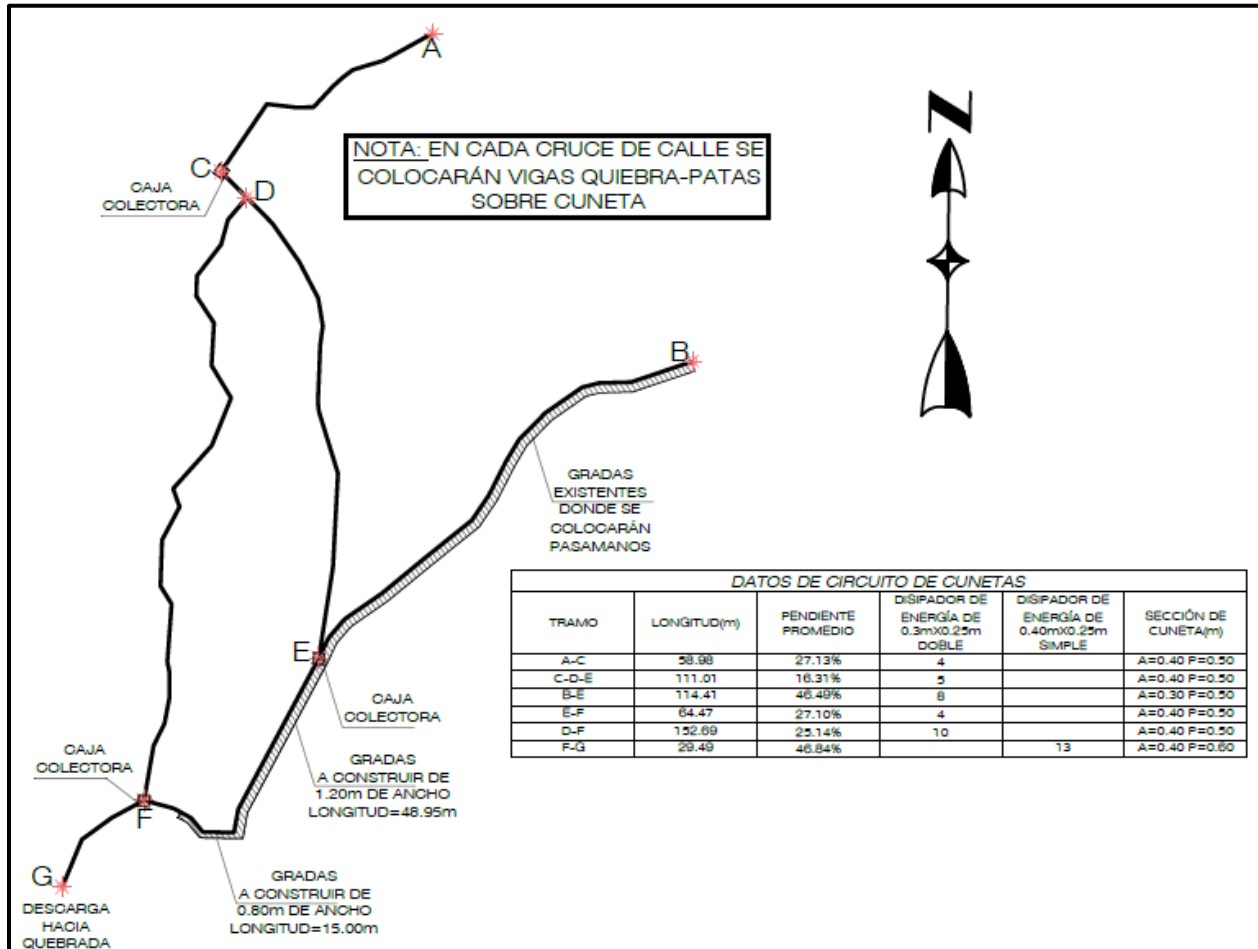 A
N
NOTA: EN CADA CRUCE DE CALLE SE
COLOCARÁN VIGAS QUIEBRA-PATAS
SOBRE CUNETA
C
CAJA
COLECTORA
D
B
GRADAS
EXISTENTES
DONDE SE
COLOCARÁN
PASAMANOS
DATOS DE CIRCUITO DE CUNETAS
TRAMO LONGITUD(m) PENDIENTE PROMEDIO DISIPADOR DE ENERGÍA DE 0.3mX0.25m DOBLE DISIPADOR DE ENERGÍA DE 0.40mX0.25m SIMPLE SECCIÓN DE CUNETA(m)
A-C 58.98 27.13% 4 A=0.40 P=0.50
C-D-E 111.01 16.31% 5 A=0.40 P=0.50
B-E 114.41 46.49% 8 A=0.30 P=0.50
E-F 64.47 27.10% 4 A=0.40 P=0.50
D-F 152.69 25.14% 10 A=0.40 P=0.50
F-G 29.49 46.84% 13 A=0.40 P=0.60
E
CAJA
COLECTORA
CAJA
COLECTORA
F
GRADAS
A CONSTRUIR DE
1.20m DE ANCHO
LONGITUD=48.95m
GRADAS
A CONSTRUIR DE
0.80m DE ANCHO
LONGITUD=15.00m
G
DESCARGA
HACIA
QUEBRADA